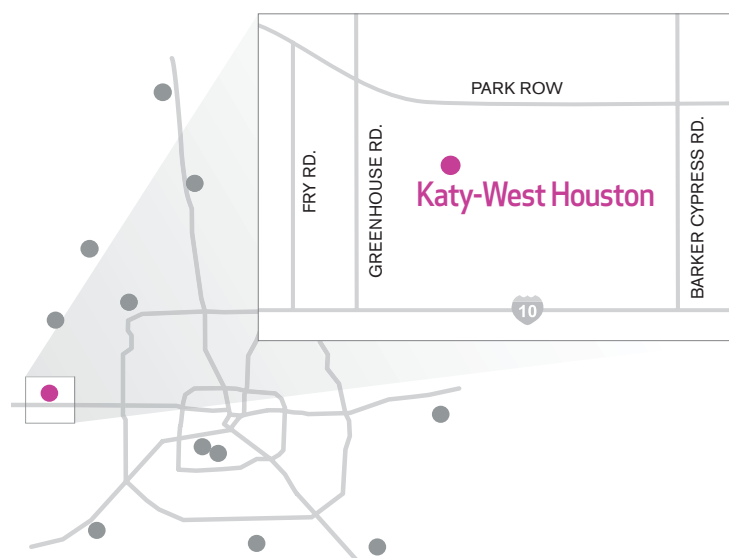 PARK ROW
FRY RD.
GREENHOUSE RD.
Katy-West Houston
BARKER CYPRESS RD.
10